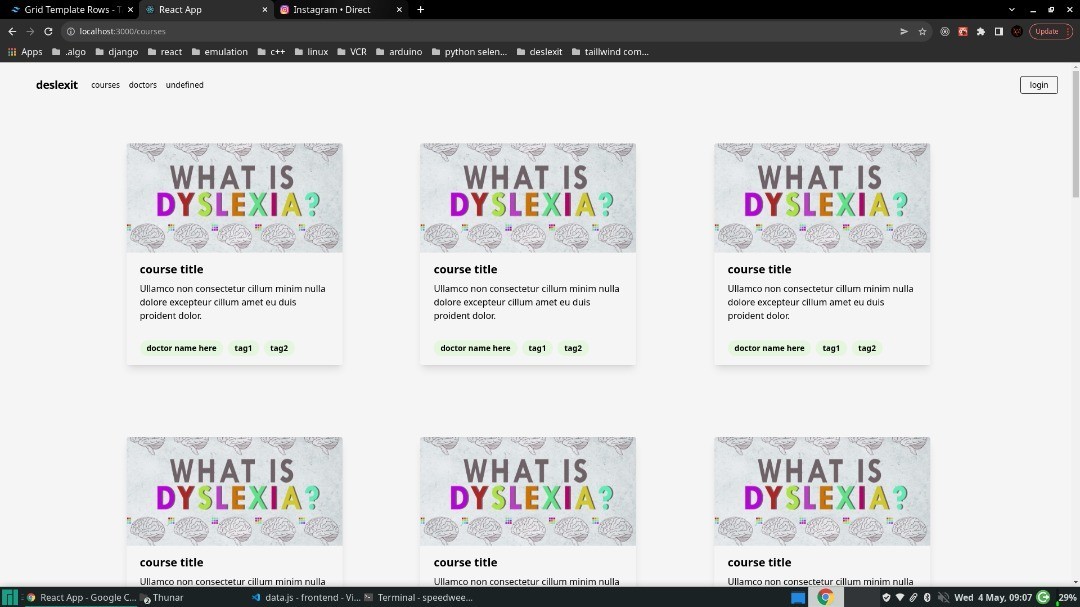 Grid Template Rows - T
React App
Instagram • Direct
localhost:3000/courses
Update
Apps .algo django react emulation c++ linux VCR arduino python selen... deslexit taillwind com...
deslexit courses doctors undefined login
WHAT IS DYSLEXIA?
course title
Ullamco non consectetur cillum minim nulla
dolore excepteur cillum amet eu duis
proident dolor.
doctor name here tag1 tag2
WHAT IS DYSLEXIA?
course title
Ullamco non consectetur cillum minim nulla
dolore excepteur cillum amet eu duis
proident dolor.
doctor name here tag1 tag2
WHAT IS DYSLEXIA?
course title
Ullamco non consectetur cillum minim nulla
dolore excepteur cillum amet eu duis
proident dolor.
doctor name here tag1 tag2
WHAT IS DYSLEXIA?
course title
Ullamco non consectetur cillum minim nulla
WHAT IS DYSLEXIA?
course title
Ullamco non consectetur cillum minim nulla
WHAT IS DYSLEXIA?
course title
Ullamco non consectetur cillum minim nulla
React App - Google C... 2 Thunar data.js - frontend - Vi... Terminal - speedwee... Wed 4 May, 09:07 29%